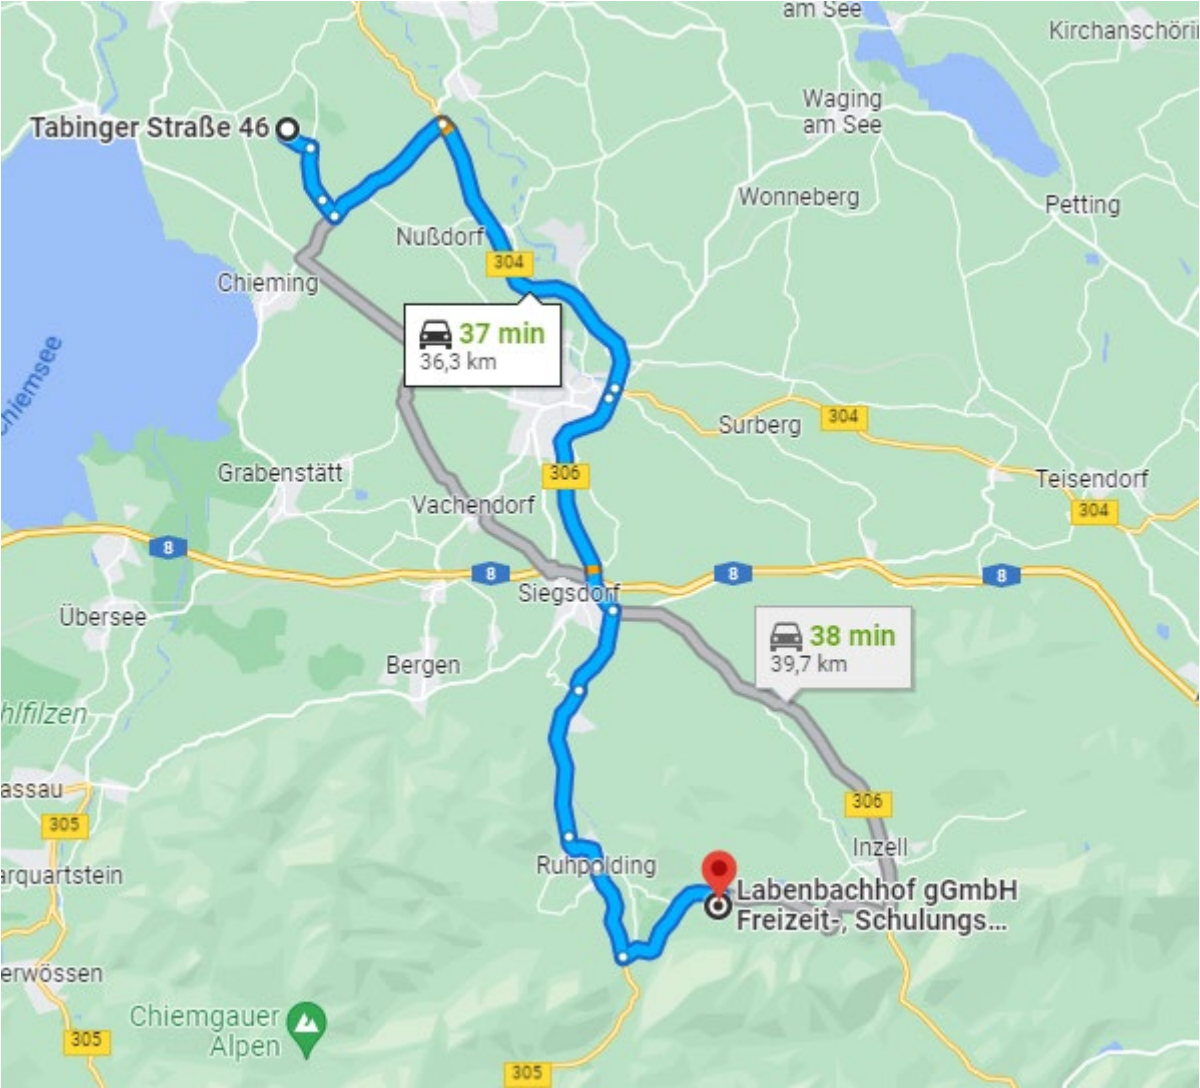 am See
Kirchanschöri
Waging
am See
Tabinger Straße 46
Wonneberg
Petting
Nußdorf
304
Chieming
37 min
36,3 km
Chiemsee
304
Surberg
Grabenstätt
306
Teisendorf
Vachendorf
304
8
8
8
8
Siegsdorf
Übersee
38 min
39,7 km
Bergen
hlfilzen
assau
306
305
Inzell
Ruhpolding
arquartstein
Labenbachhof gGmbH
Freizeit-, Schulungs...
erwössen
Chiemgauer
Alpen
305
305